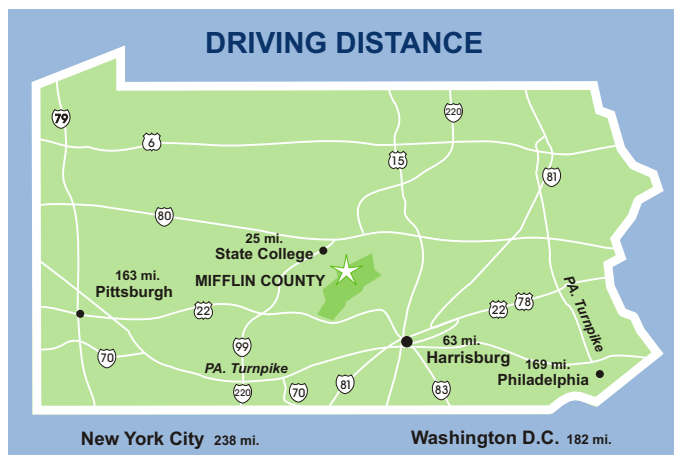 DRIVING DISTANCE
79
220
6
15
81
80
25 mi.
State College
MIFFLIN COUNTY
163 mi.
Pittsburgh
PA. Turnpike
22
22
78
99
63 mi.
Harrisburg
70
PA. Turnpike
169 mi.
Philadelphia
220
70
81
83
New York City 238 mi.
Washington D.C. 182 mi.